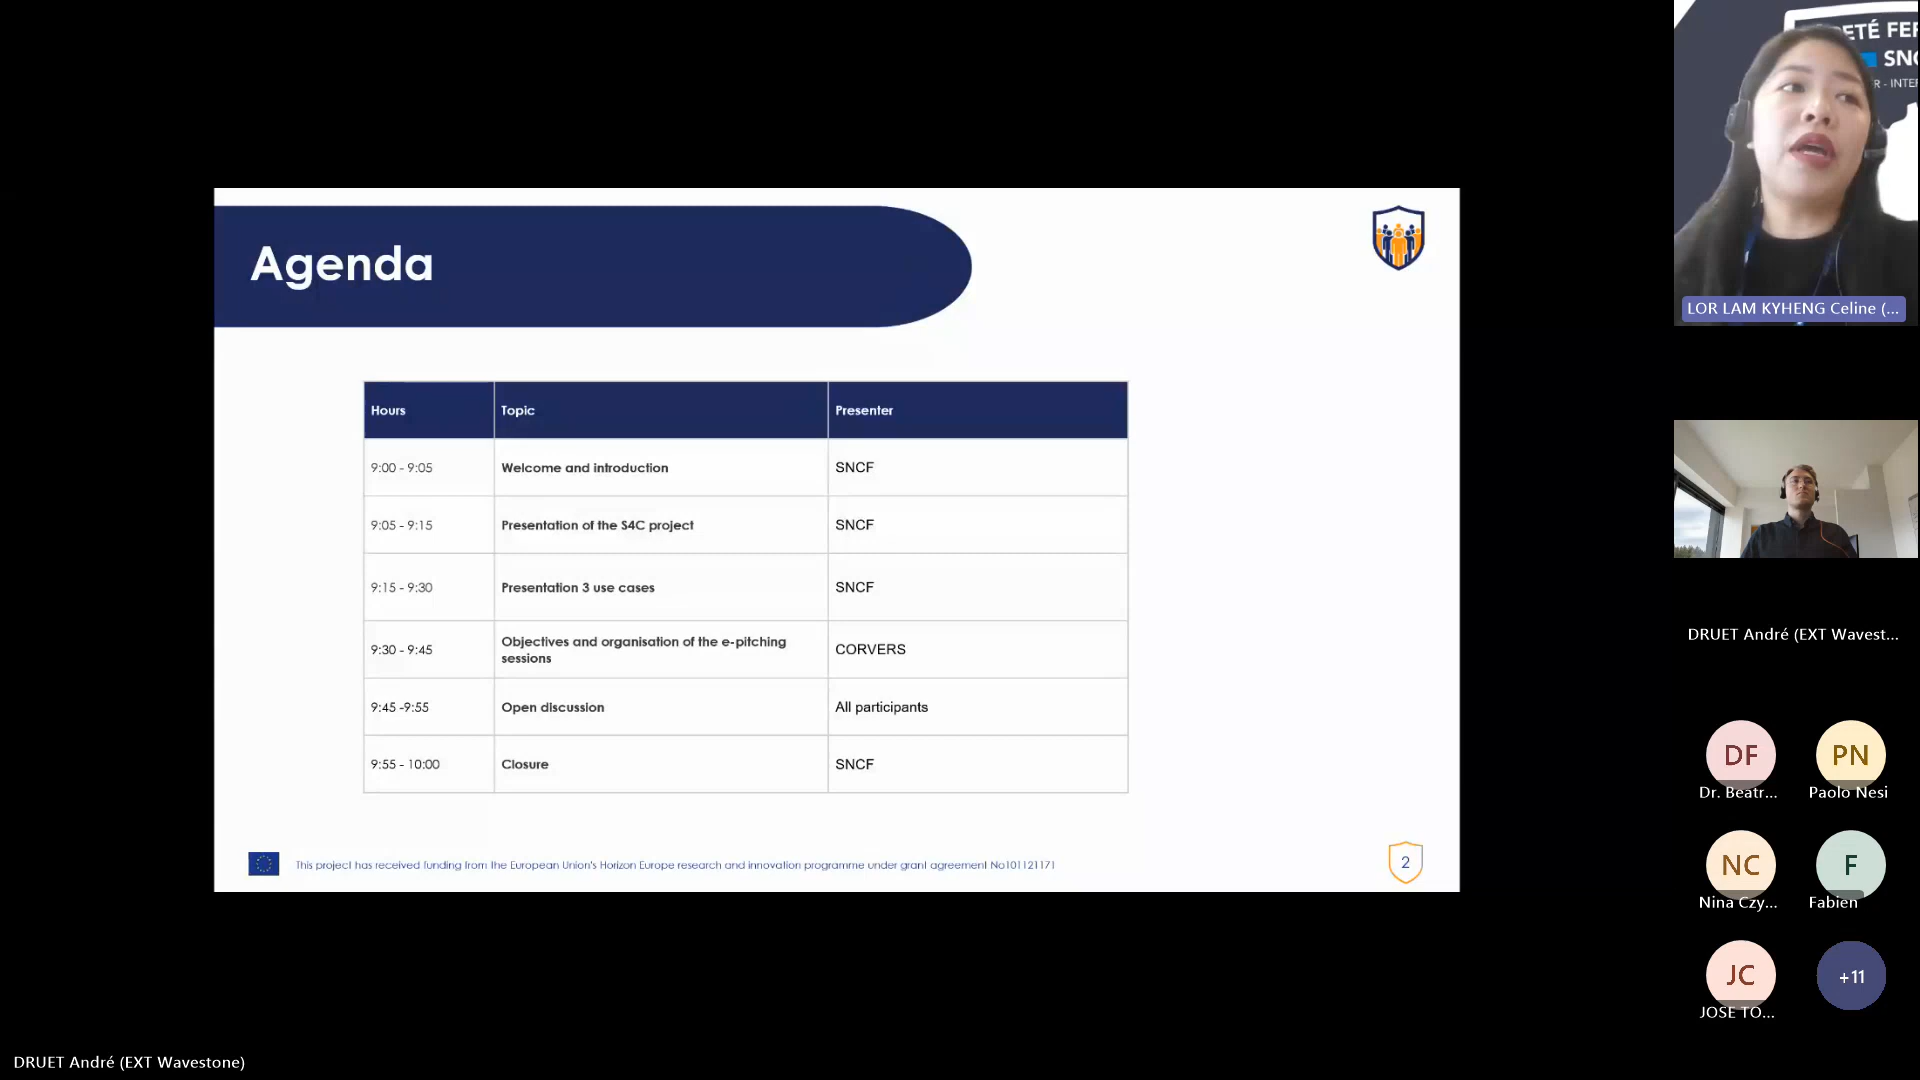 Agenda
Hours Topic Presenter
9:00 - 9:05 Welcome and introduction SNCF
9:05 - 9:15 Presentation of the S4C project SNCF
9:15 - 9:30 Presentation 3 use cases SNCF
9:30 - 9:45 Objectives and organisation of the e-pitching
sessions CORVERS
9:45 -9:55 Open discussion All participants
9:55 - 10:00 Closure SNCF
This project has received funding from the European Union's Horizon Europe research and innovation programme under grant agreement No101121171
2
LOR LAM KYHENG Celine (...
DRUET André (EXT Wavest...
DF
Dr. Beatr...
PN
Paolo Nesi
NC
Nina Czy...
F
Fabien
JC
JOSE TO...
+11
DRUET André (EXT Wavestone)